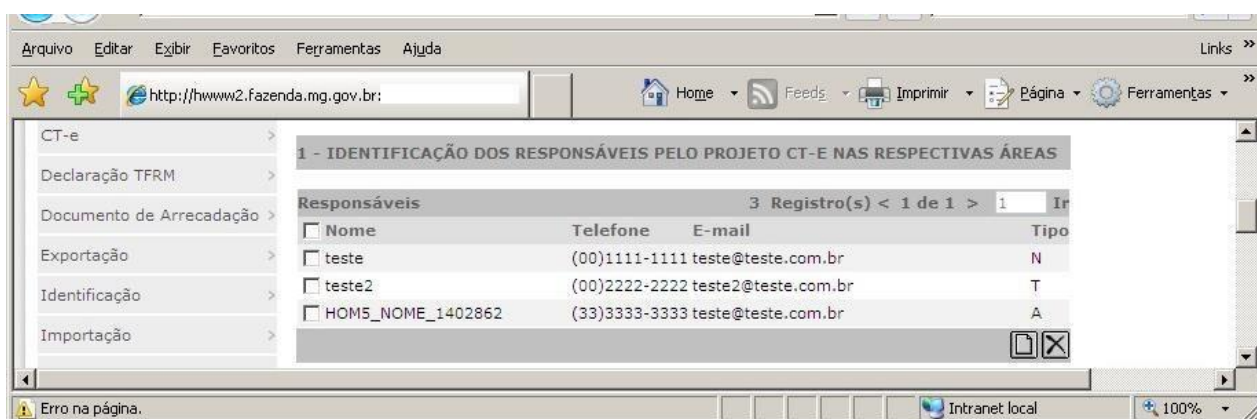 Arquivo Editar Exibir Favoritos Ferramentas Ajuda Links »
http://hwww2.fazenda.mg.gov.br: Home Feeds Imprimir Página Ferramentas »
CT-e >
1 - IDENTIFICAÇÃO DOS RESPONSÁVEIS PELO PROJETO CT-E NAS RESPECTIVAS ÁREAS
Declaração TFRM >
Responsáveis 3 Registro(s) < 1 de 1 > 1 Ir
Documento de Arrecadação >
Nome Telefone E-mail Tipo
Exportação >
teste (00)1111-1111 teste@teste.com.br N
teste2 (00)2222-2222 teste2@teste.com.br T
Identificação >
HOM5_NOME_1402862 (33)3333-3333 teste@teste.com.br A
Importação >
Erro na página. Intranet local 100%